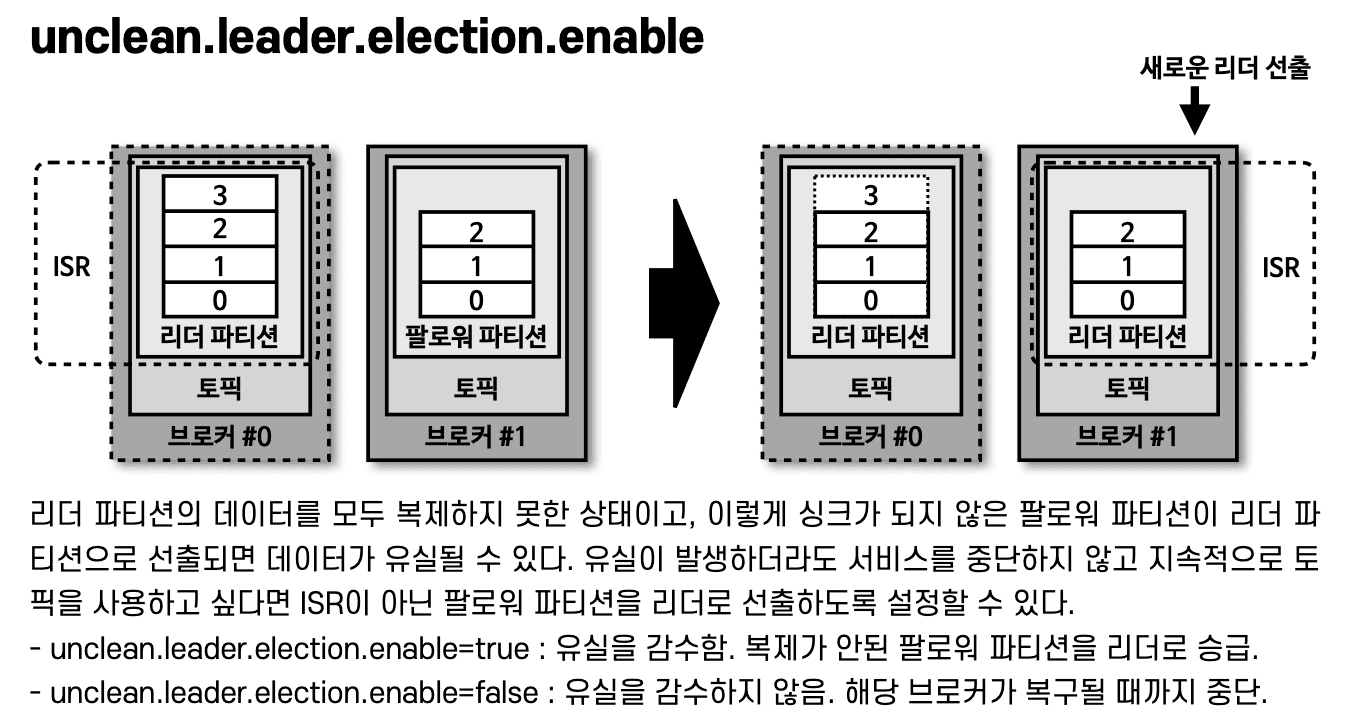 unclean.leader.election.enable
새로운 리더 선출
ISR
3
2
1
0
리더 파티션
토픽
브로커 #0
2
1
0
팔로워 파티션
토픽
브로커 #1
3
2
1
0
리더 파티션
토픽
브로커 #0
2
1
0
리더 파티션
토픽
브로커 #1
ISR
리더 파티션의 데이터를 모두 복제하지 못한 상태이고, 이렇게 싱크가 되지 않은 팔로워 파티션이 리더 파
티션으로 선출되면 데이터가 유실될 수 있다. 유실이 발생하더라도 서비스를 중단하지 않고 지속적으로 토
픽을 사용하고 싶다면 ISR이 아닌 팔로워 파티션을 리더로 선출하도록 설정할 수 있다.
- unclean.leader.election.enable=true : 유실을 감수함. 복제가 안된 팔로워 파티션을 리더로 승급.
- unclean.leader.election.enable=false : 유실을 감수하지 않음. 해당 브로커가 복구될 때까지 중단.